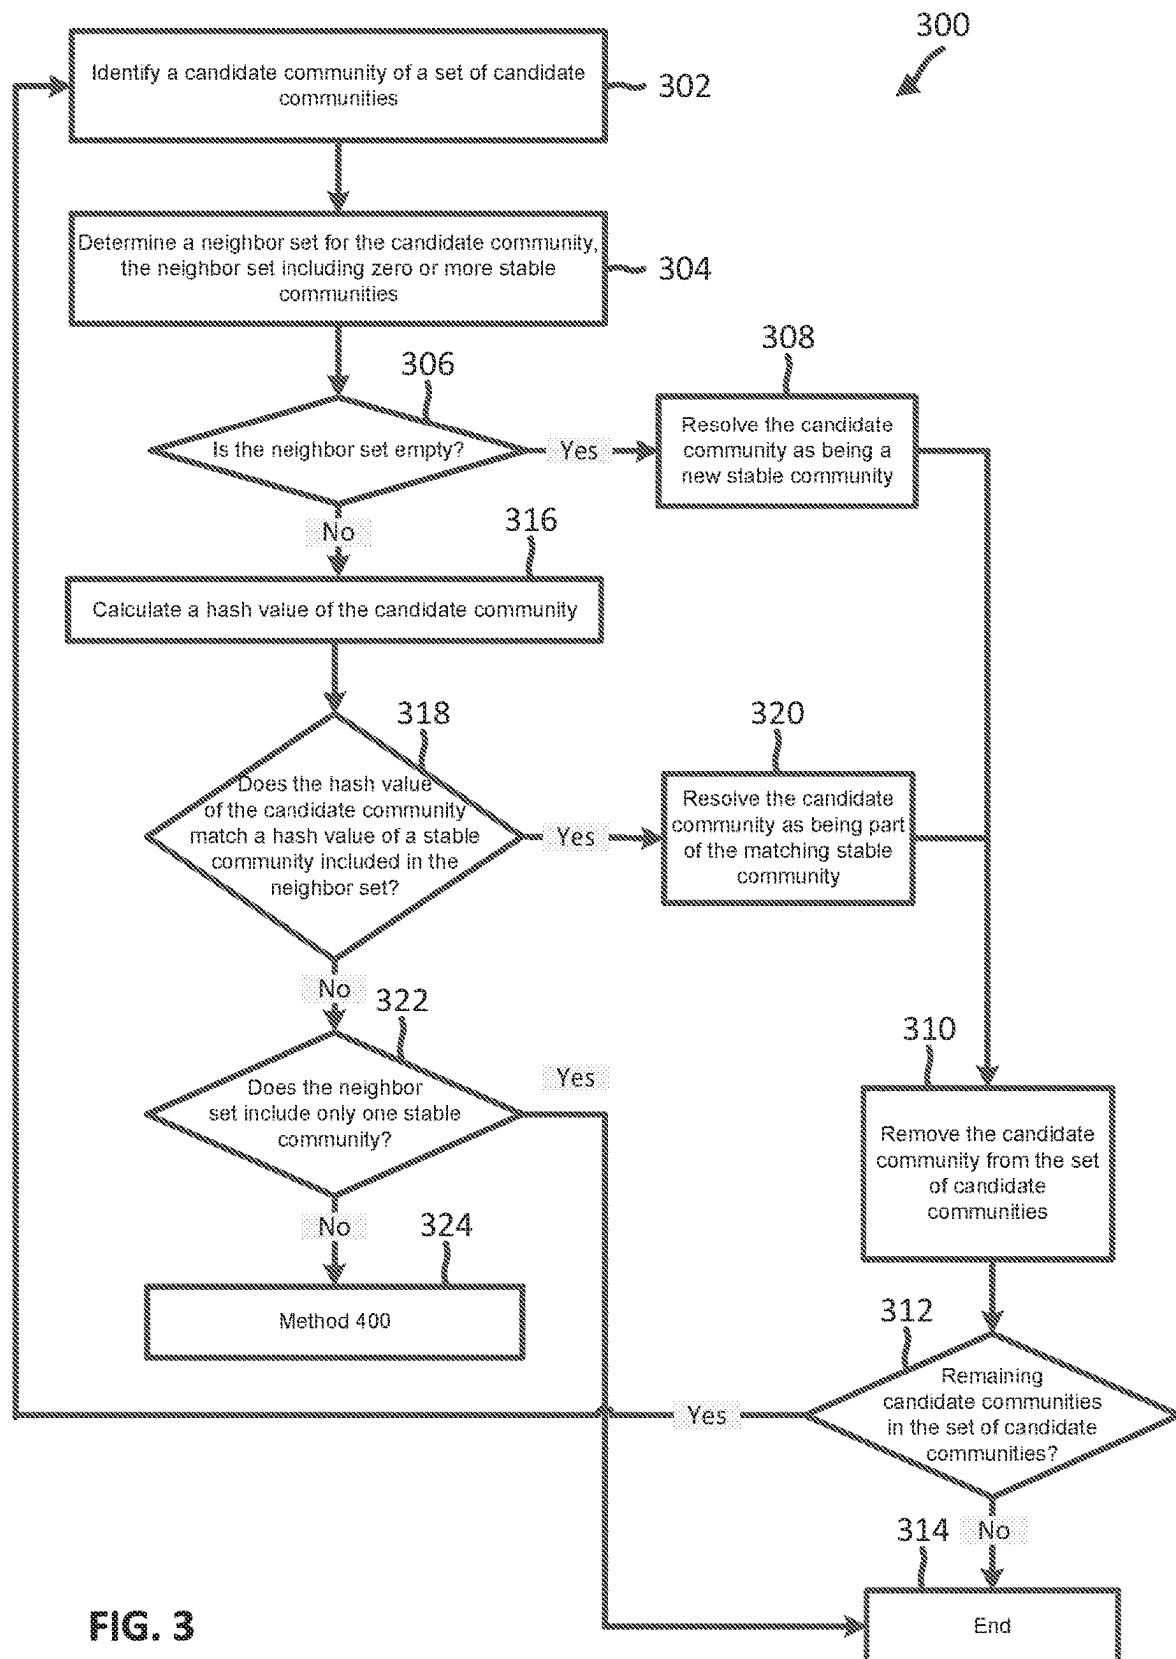 300
Identify a candidate community of a set of candidate
communities
302
Determine a neighbor set for the candidate community,
the neighbor set including zero or more stable
communities
304
306
Is the neighbor set empty?
Yes
308
Resolve the candidate
community as being a
new stable community
No
316
Calculate a hash value of the candidate community
318
Does the hash value
of the candidate community
match a hash value of a stable
community included in the
neighbor set?
Yes
320
Resolve the candidate
community as being part
of the matching stable
community
No
322
Does the neighbor
set include only one stable
community?
Yes
310
Remove the candidate
community from the set
of candidate
communities
No
324
Method 400
312
Remaining
candidate communities
in the set of candidate
communities?
Yes
No
314
End
FIG. 3